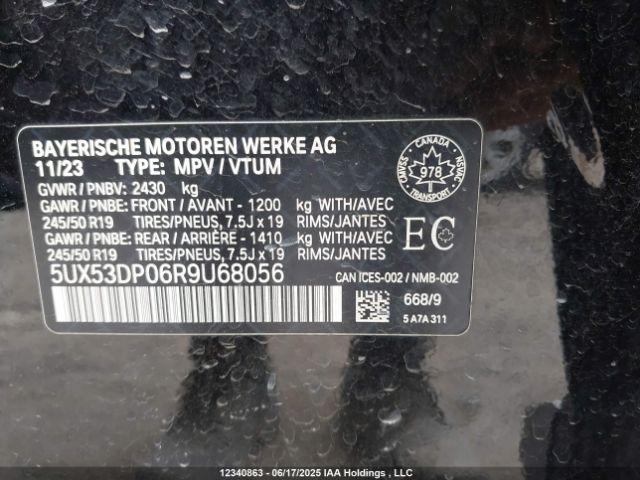 BAYERISCHE MOTOREN WERKE AG
11/23 TYPE: MPV / VTUM
GVWR / PNBV: 2430 kg
GAWR / PNBE: FRONT / AVANT - 1200 kg WITH/AVEC
245/50 R19 TIRES/PNEUS, 7.5J x 19 RIMS/JANTES
GAWR / PNBE: REAR / ARRIÈRE - 1410 kg WITH/AVEC
245/50 R19 TIRES/PNEUS, 7.5J x 19 RIMS/JANTES
5UX53DP06R9U68056
CANADA
CMVSS
978
NSVAC
TRANSPORT
EC
CAN ICES-002 / NMB-002
668/9
5 A7A 311
12340863 - 06/17/2025 IAA Holdings , LLC